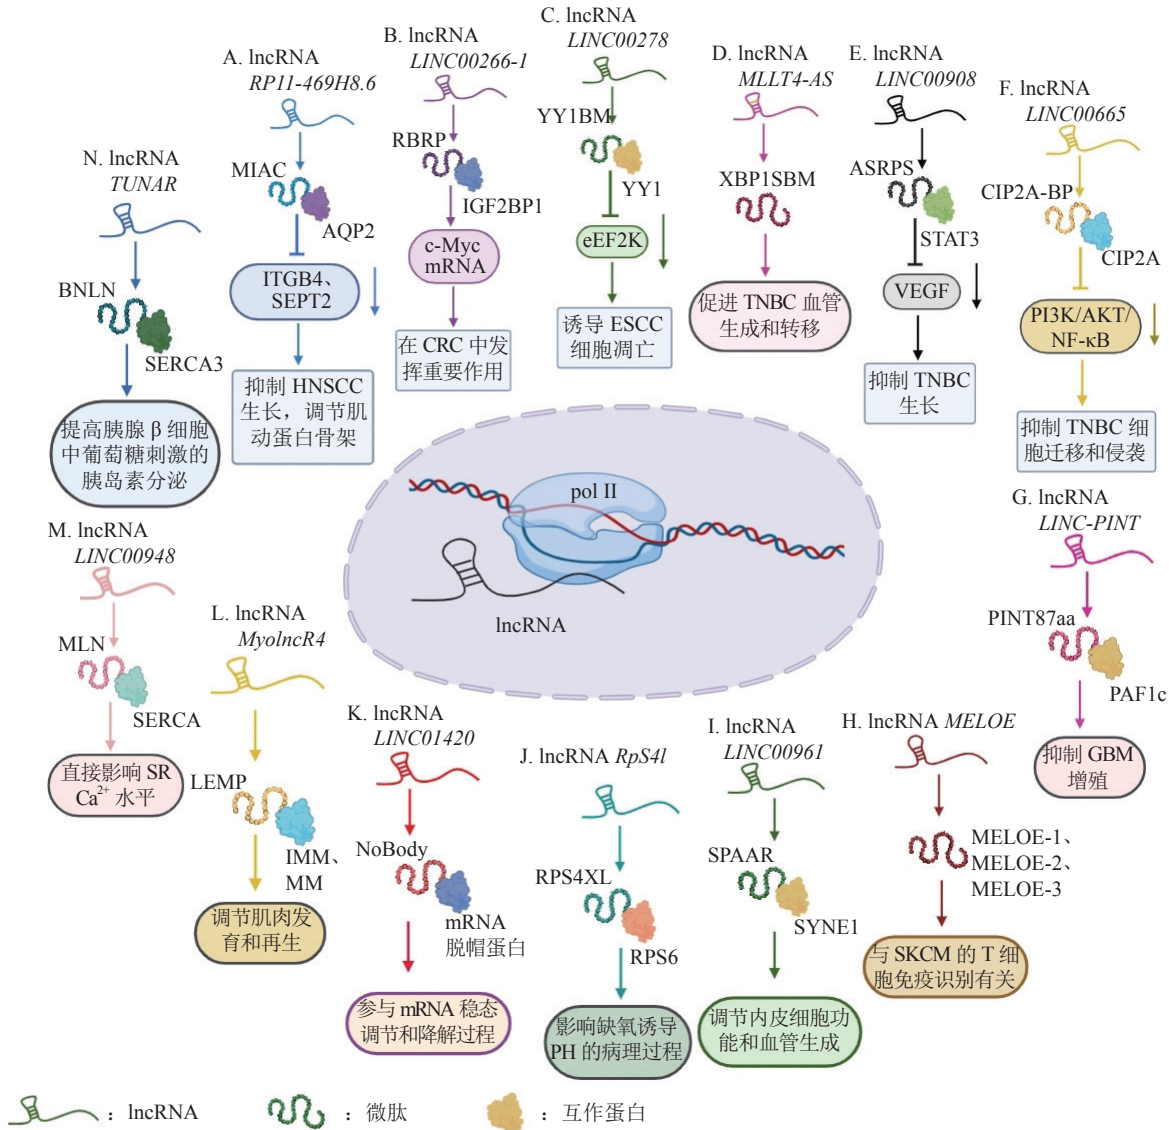 A. lncRNA
RP11-469H8.6
MIAC
AQP2
ITGB4、
SEPT2
抑制 HNSCC
生长，调节肌
动蛋白骨架
B. lncRNA
LINC00266-1
RBRP
IGF2BP1
c-Myc
mRNA
在 CRC 中发
挥重要作用
C. lncRNA
LINC00278
YY1BM
YY1
eEF2K
诱导 ESCC
细胞凋亡
D. lncRNA
MLLT4-AS
XBP1SBM
促进 TNBC 血管
生成和转移
E. lncRNA
LINC00908
ASRPS
STAT3
VEGF
抑制 TNBC
生长
F. lncRNA
LINC00665
CIP2A-BP
CIP2A
PI3K/AKT/
NF-κB
抑制 TNBC 细
胞迁移和侵袭
G. lncRNA
LINC-PINT
PINT87aa
PAF1c
抑制 GBM
增殖
H. lncRNA MELOE
MELOE-1、
MELOE-2、
MELOE-3
与 SKCM 的 T 细
胞免疫识别有关
I. lncRNA
LINC00961
SPAAR
SYNE1
调节内皮细胞功
能和血管生成
J. lncRNA RpS4l
RPS4XL
RPS6
影响缺氧诱导
PH 的病理过程
K. lncRNA
LINC01420
NoBody
mRNA
脱帽蛋白
参与 mRNA 稳态
调节和降解过程
L. lncRNA
MyolncR4
LEMP
IMM、
MM
调节肌肉发
育和再生
M. lncRNA
LINC00948
MLN
SERCA
直接影响 SR
Ca²⁺ 水平
N. lncRNA
TUNAR
BNLN
SERCA3
提高胰腺 β 细胞
中葡萄糖刺激的
胰岛素分泌
pol II
lncRNA
：lncRNA
：微肽
：互作蛋白